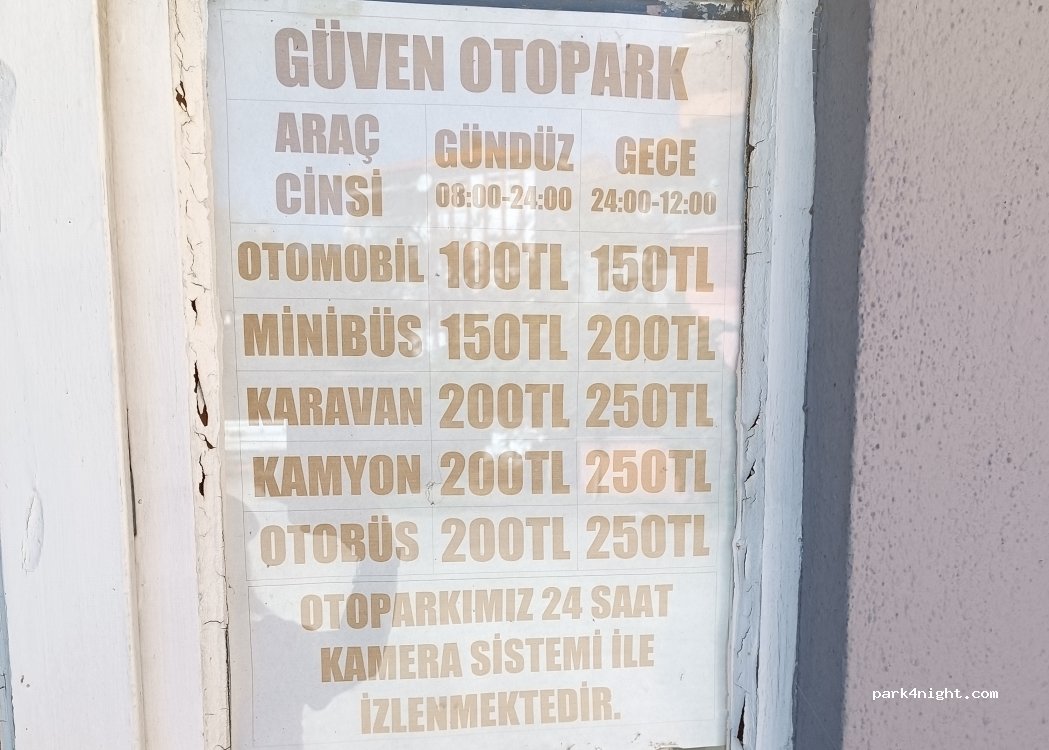 GÜVEN OTOPARK
ARAÇ CİNSİ GÜNDÜZ 08:00-24:00 GECE 24:00-12:00
OTOMOBİL 100TL 150TL
MİNİBÜS 150TL 200TL
KARAVAN 200TL 250TL
KAMYON 200TL 250TL
OTOBÜS 200TL 250TL
OTOPARKIMIZ 24 SAAT
KAMERA SİSTEMİ İLE
İZLENMEKTEDİR.
park4night.com